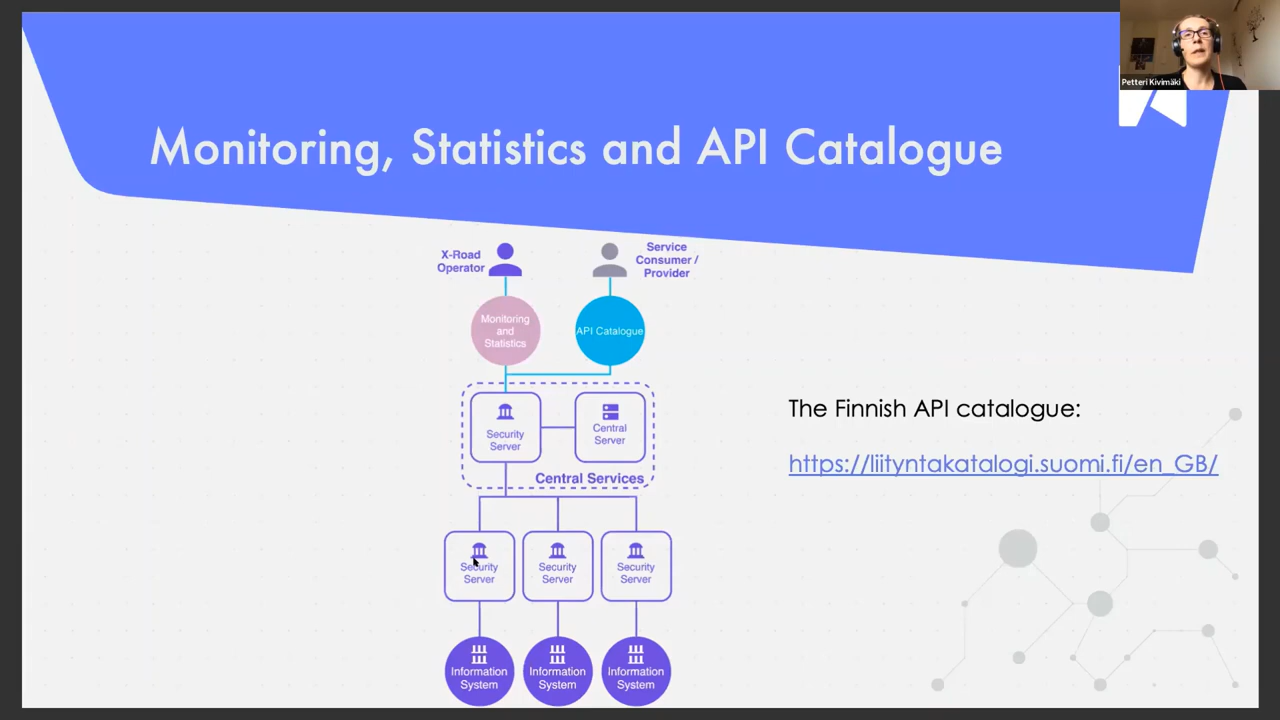 Petteri Kivimäki
Monitoring, Statistics and API Catalogue
X-Road
Operator
Service
Consumer /
Provider
Monitoring
and
Statistics
API Catalogue
Security
Server
Central
Server
Central Services
The Finnish API catalogue:
https://liityntakatalogi.suomi.fi/en_GB/
Security
Server
Security
Server
Security
Server
Information
System
Information
System
Information
System